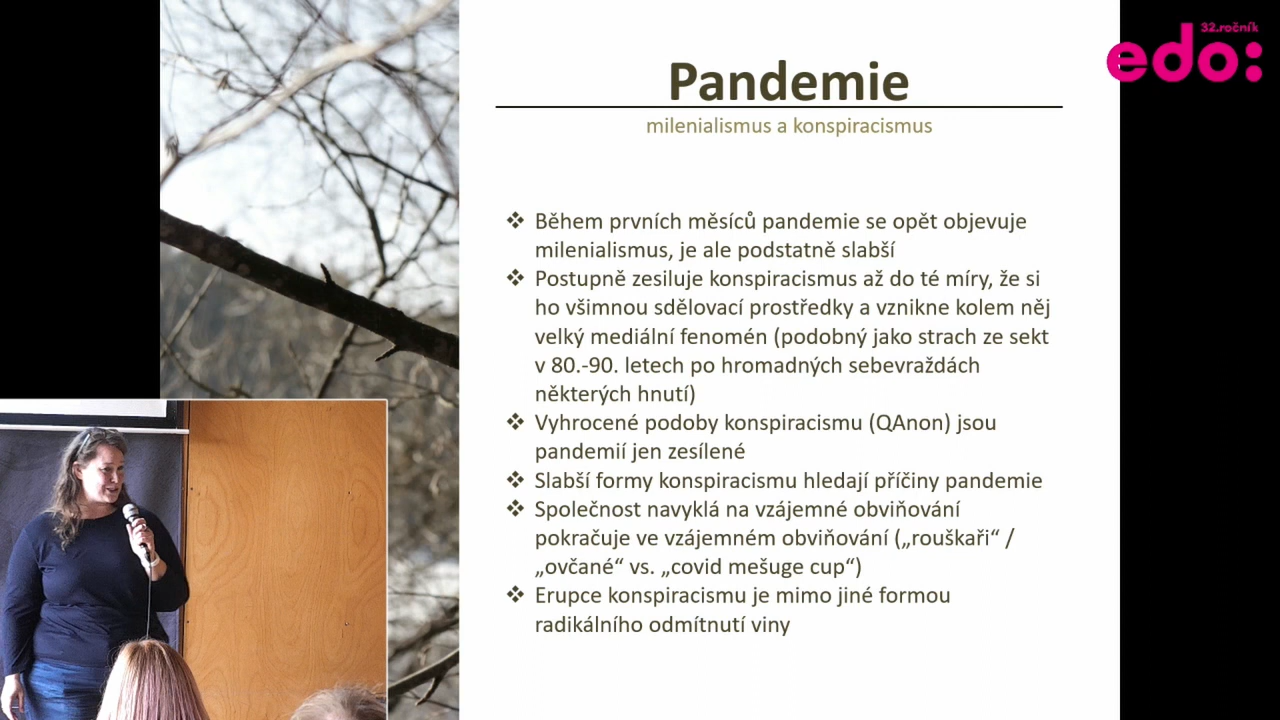 32.ročník
edo:
Pandemie
milenialismus a konspiracismus
❖ Během prvních měsíců pandemie se opět objevuje
milenialismus, je ale podstatně slabší
❖ Postupně zesiluje konspiracismus až do té míry, že si
ho všimnou sdělovací prostředky a vznikne kolem něj
velký mediální fenomén (podobný jako strach ze sekt
v 80.-90. letech po hromadných sebevraždách
některých hnutí)
❖ Vyhrocené podoby konspiracismu (QAnon) jsou
pandemií jen zesílené
❖ Slabší formy konspiracismu hledají příčiny pandemie
❖ Společnost navyklá na vzájemné obviňování
pokračuje ve vzájemném obviňování („rouškaři“ /
„ovčané“ vs. „covid mešuge cup“)
❖ Erupce konspiracismu je mimo jiné formou
radikálního odmítnutí viny